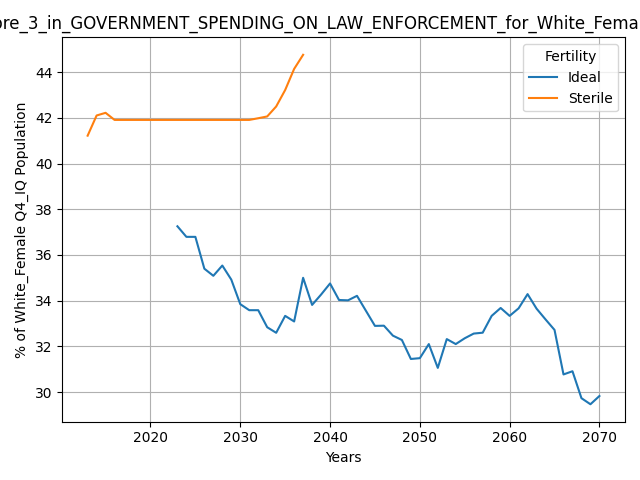 ore_3_in_GOVERNMENT_SPENDING_ON_LAW_ENFORCEMENT_for_White_Fema
Fertility
Ideal
Sterile
% of White_Female Q4_IQ Population
44
42
40
38
36
34
32
30
2020
2030
2040
2050
2060
2070
Years